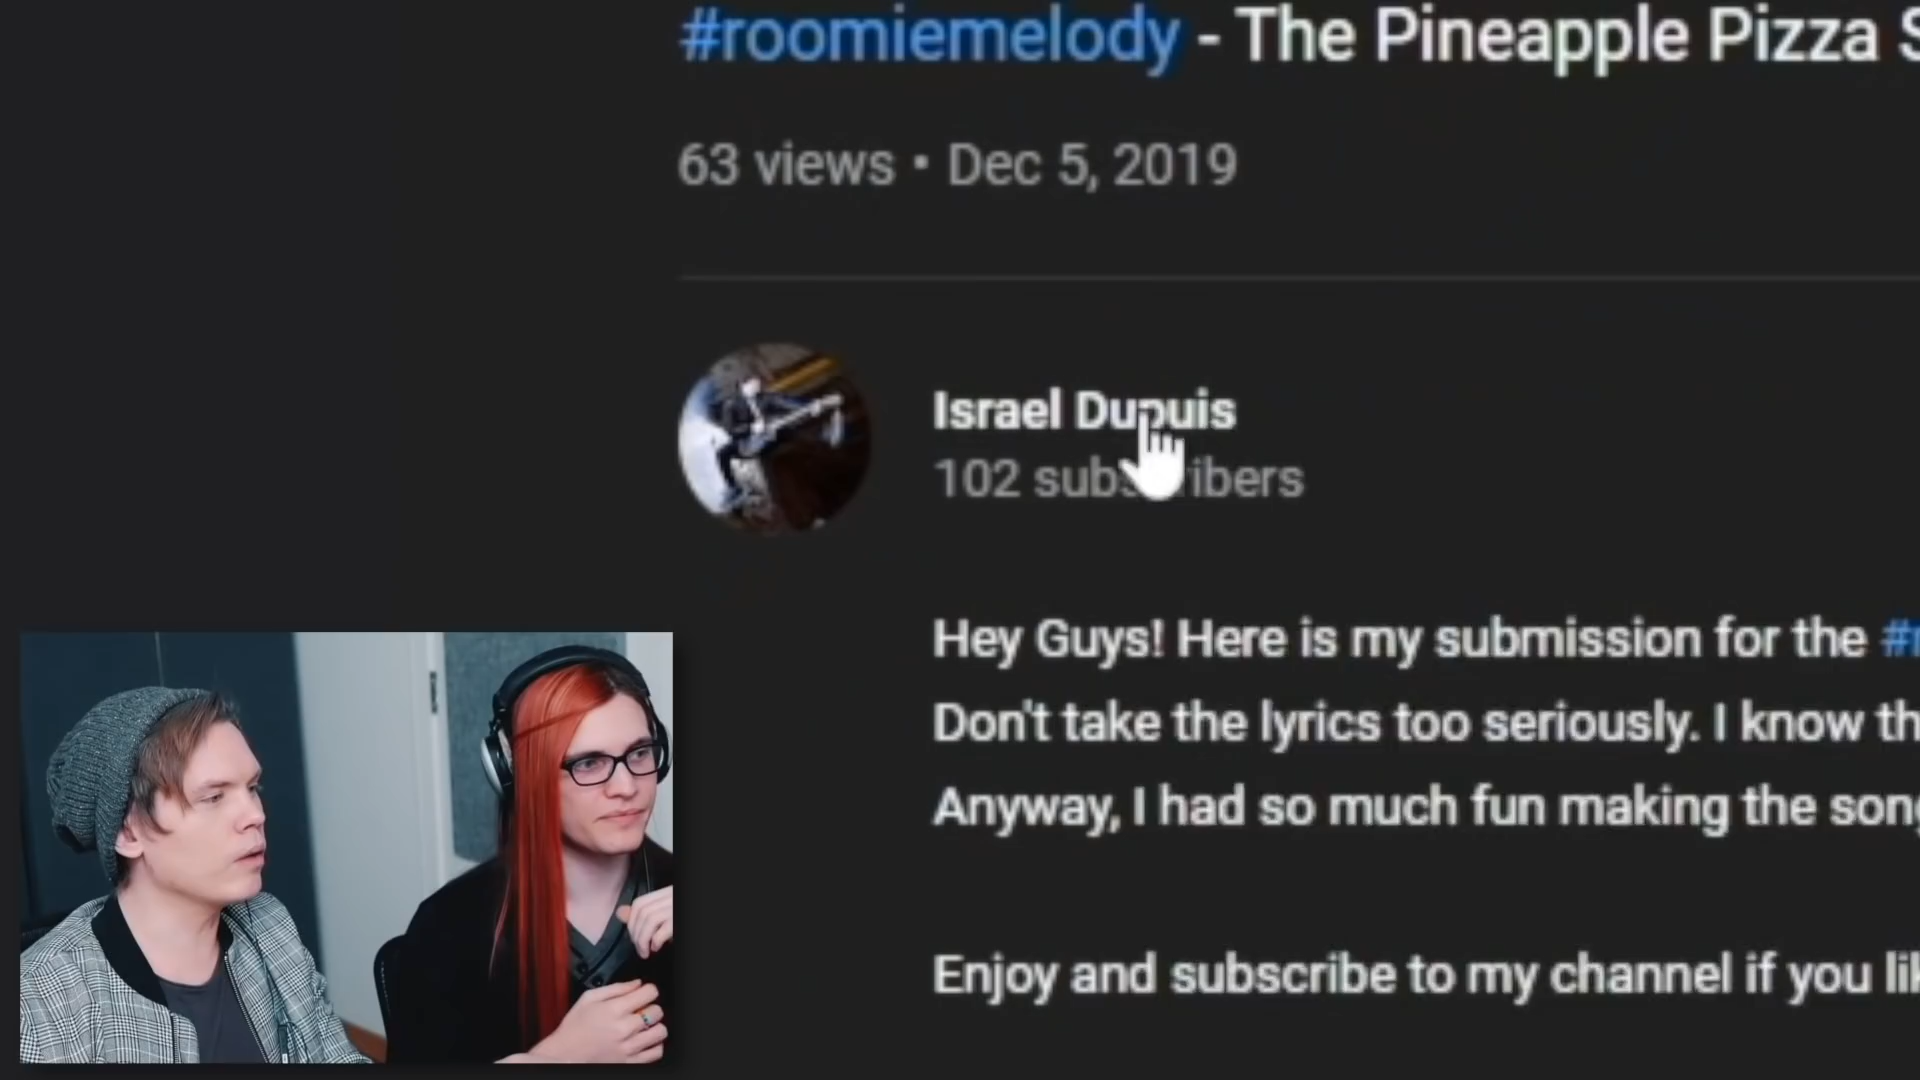 #roomiemelody - The Pineapple Pizza
63 views • Dec 5, 2019
Israel Dupuis
102 subscribers
Hey Guys! Here is my submission for the
Don't take the lyrics too seriously. I know
Anyway, I had so much fun making the song
Enjoy and subscribe to my channel if you